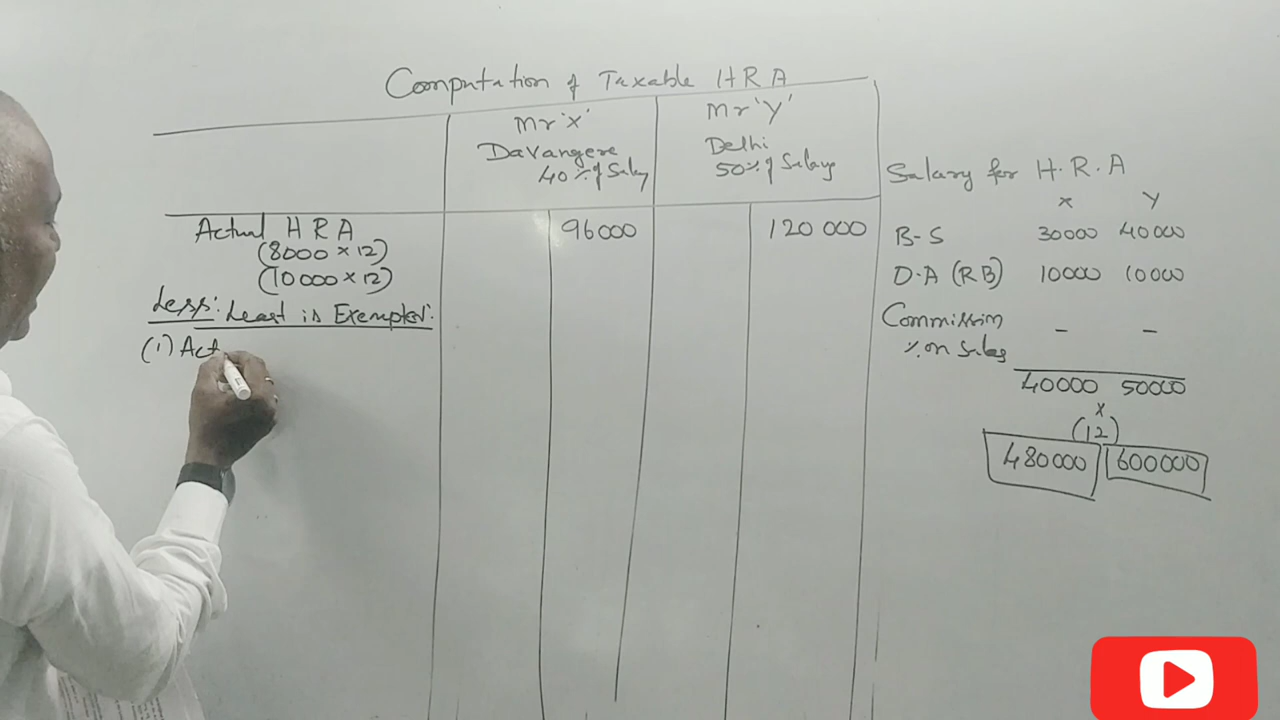 Computation of Taxable H R A
Mr 'X'
Davangere
40% of Salary
Mr 'Y'
Delhi
50% of Salary
Actual H R A
(8000 × 12)
(10000 × 12)
96000
120 000
Less: Least is Exempted:
(1) Act
Salary for H.R.A
X Y
B-S 30000 40000
D.A (RB) 10000 10000
Commission – –
% on Sales
40000 50000
×
(12)
480000 600000